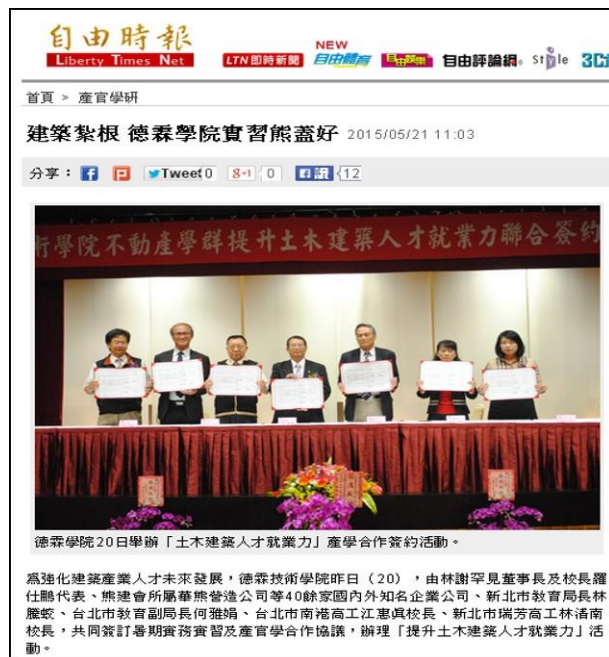 自由時報
Liberty Times Net
LTN即時新聞 NEW 自由體育 自由娛樂 自由評論網 Style 3C
首頁 > 產官學研
建築紮根 德霖學院實習熊蓋好 2015/05/21 11:03
分享： Tweet 0 8+1 0 讚 12
術學院不動產學群提升土木建築人才就業力聯合簽約
德霖學院20日舉辦「土木建築人才就業力」產學合作簽約活動。
為強化建築產業人才未來發展，德霖技術學院昨日（20），由林謝罕見董事長及校長羅
仕鵬代表、熊建會所屬華熊營造公司等40餘家國內外知名企業公司、新北市教育局長林
騰蛟、台北市教育副局長何雅娟、台北市南港高工江惠真校長、新北市瑞芳高工林清南
校長，共同簽訂暑期實務實習及產官學合作協議，辦理「提升土木建築人才就業力」活
動。